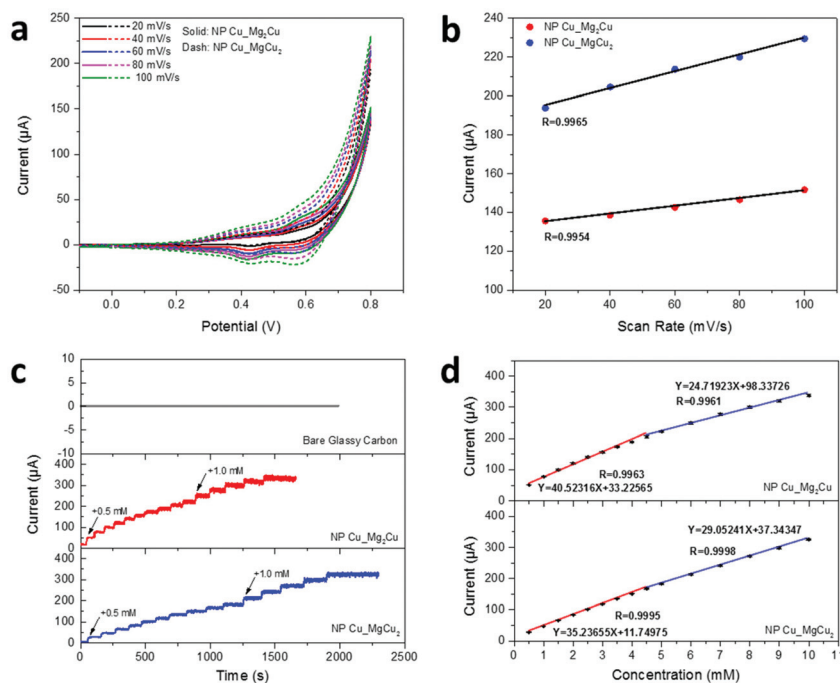 a
20 mV/s
40 mV/s
60 mV/s
80 mV/s
100 mV/s
Solid: NP Cu_Mg₂Cu
Dash: NP Cu_MgCu₂
250
200
150
100
50
0
-25
-50
Current (µA)
0.0
0.2
0.4
0.6
0.8
Potential (V)
b
NP Cu_Mg₂Cu
NP Cu_MgCu₂
240
220
200
180
160
140
120
100
Current (µA)
R=0.9965
R=0.9954
20
40
60
80
100
Scan Rate (mV/s)
c
10
5
0
-5
-10
Bare Glassy Carbon
400
300
200
100
0
+0.5 mM
+1.0 mM
NP Cu_Mg₂Cu
400
300
200
100
0
+0.5 mM
+1.0 mM
NP Cu_MgCu₂
Current (µA)
0
500
1000
1500
2000
2500
Time (s)
d
400
300
200
100
0
Y=24.71923X+98.33726
R=0.9961
R=0.9963
Y=40.52316X+33.22565
NP Cu_Mg₂Cu
400
300
200
100
0
Y=29.05241X+37.34347
R=0.9998
R=0.9995
Y=35.23655X+11.74975
NP Cu_MgCu₂
Current (µA)
0
1
2
3
4
5
6
7
8
9
10
11
Concentration (mM)